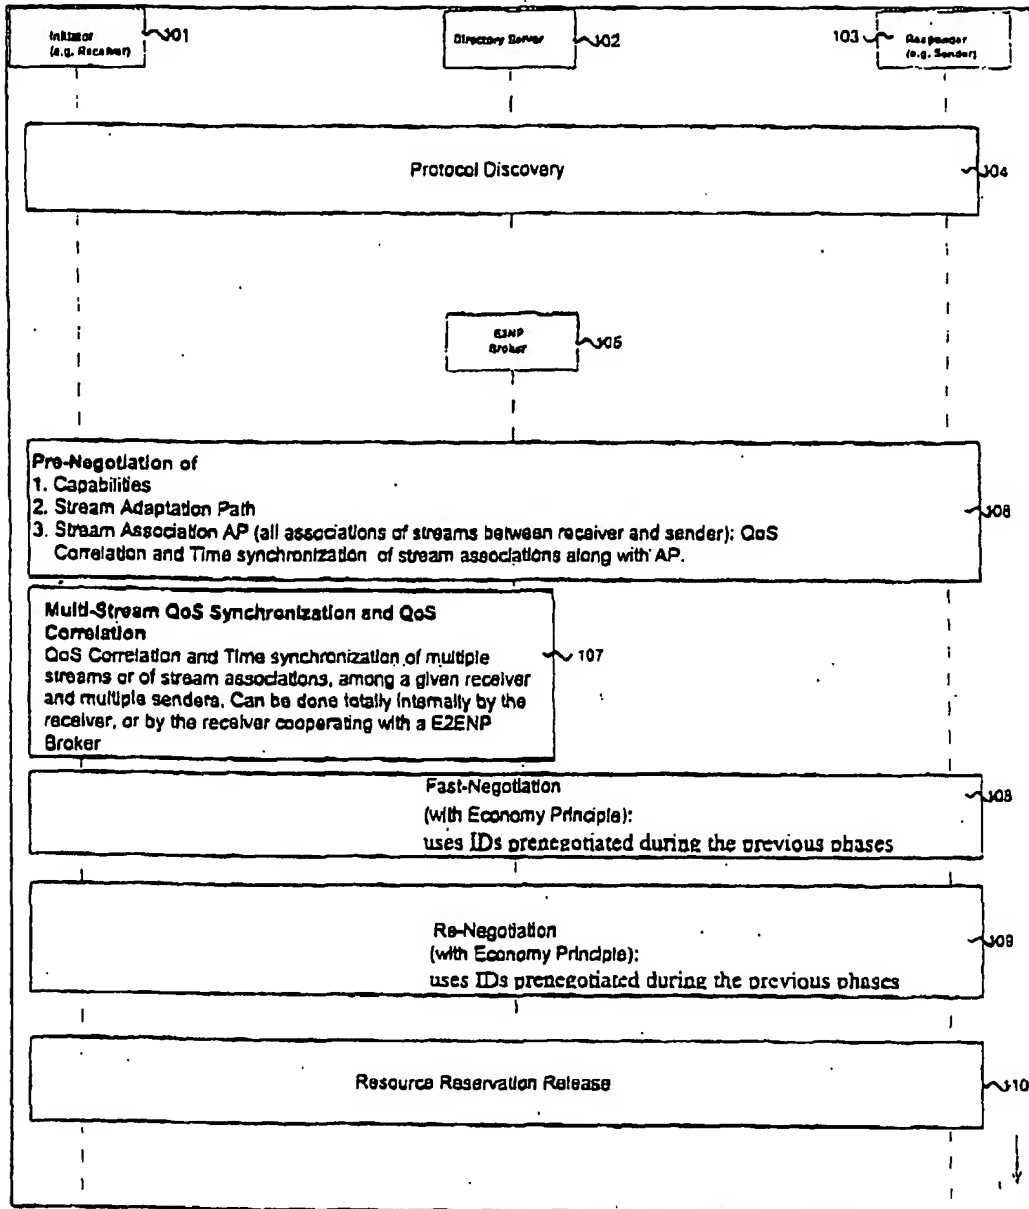 Initiator
(e.g. Receiver)
101
Directory Server
102
103
Responder
(e.g. Sender)
Protocol Discovery
104
E2NP
Broker
105
Pre-Negotiation of
1. Capabilities
2. Stream Adaptation Path
3. Stream Association AP (all associations of streams between receiver and sender): QoS
Correlation and Time synchronization of stream associations along with AP.
106
Multi-Stream QoS Synchronization and QoS
Correlation
QoS Correlation and Time synchronization of multiple
streams or of stream associations, among a given receiver
and multiple senders. Can be done totally internally by the
receiver, or by the receiver cooperating with a E2ENP
Broker
107
Fast-Negotiation
(with Economy Principle):
uses IDs prenegotiated during the previous phases
108
Re-Negotiation
(with Economy Principle):
uses IDs prenegotiated during the previous phases
109
Resource Reservation Release
110